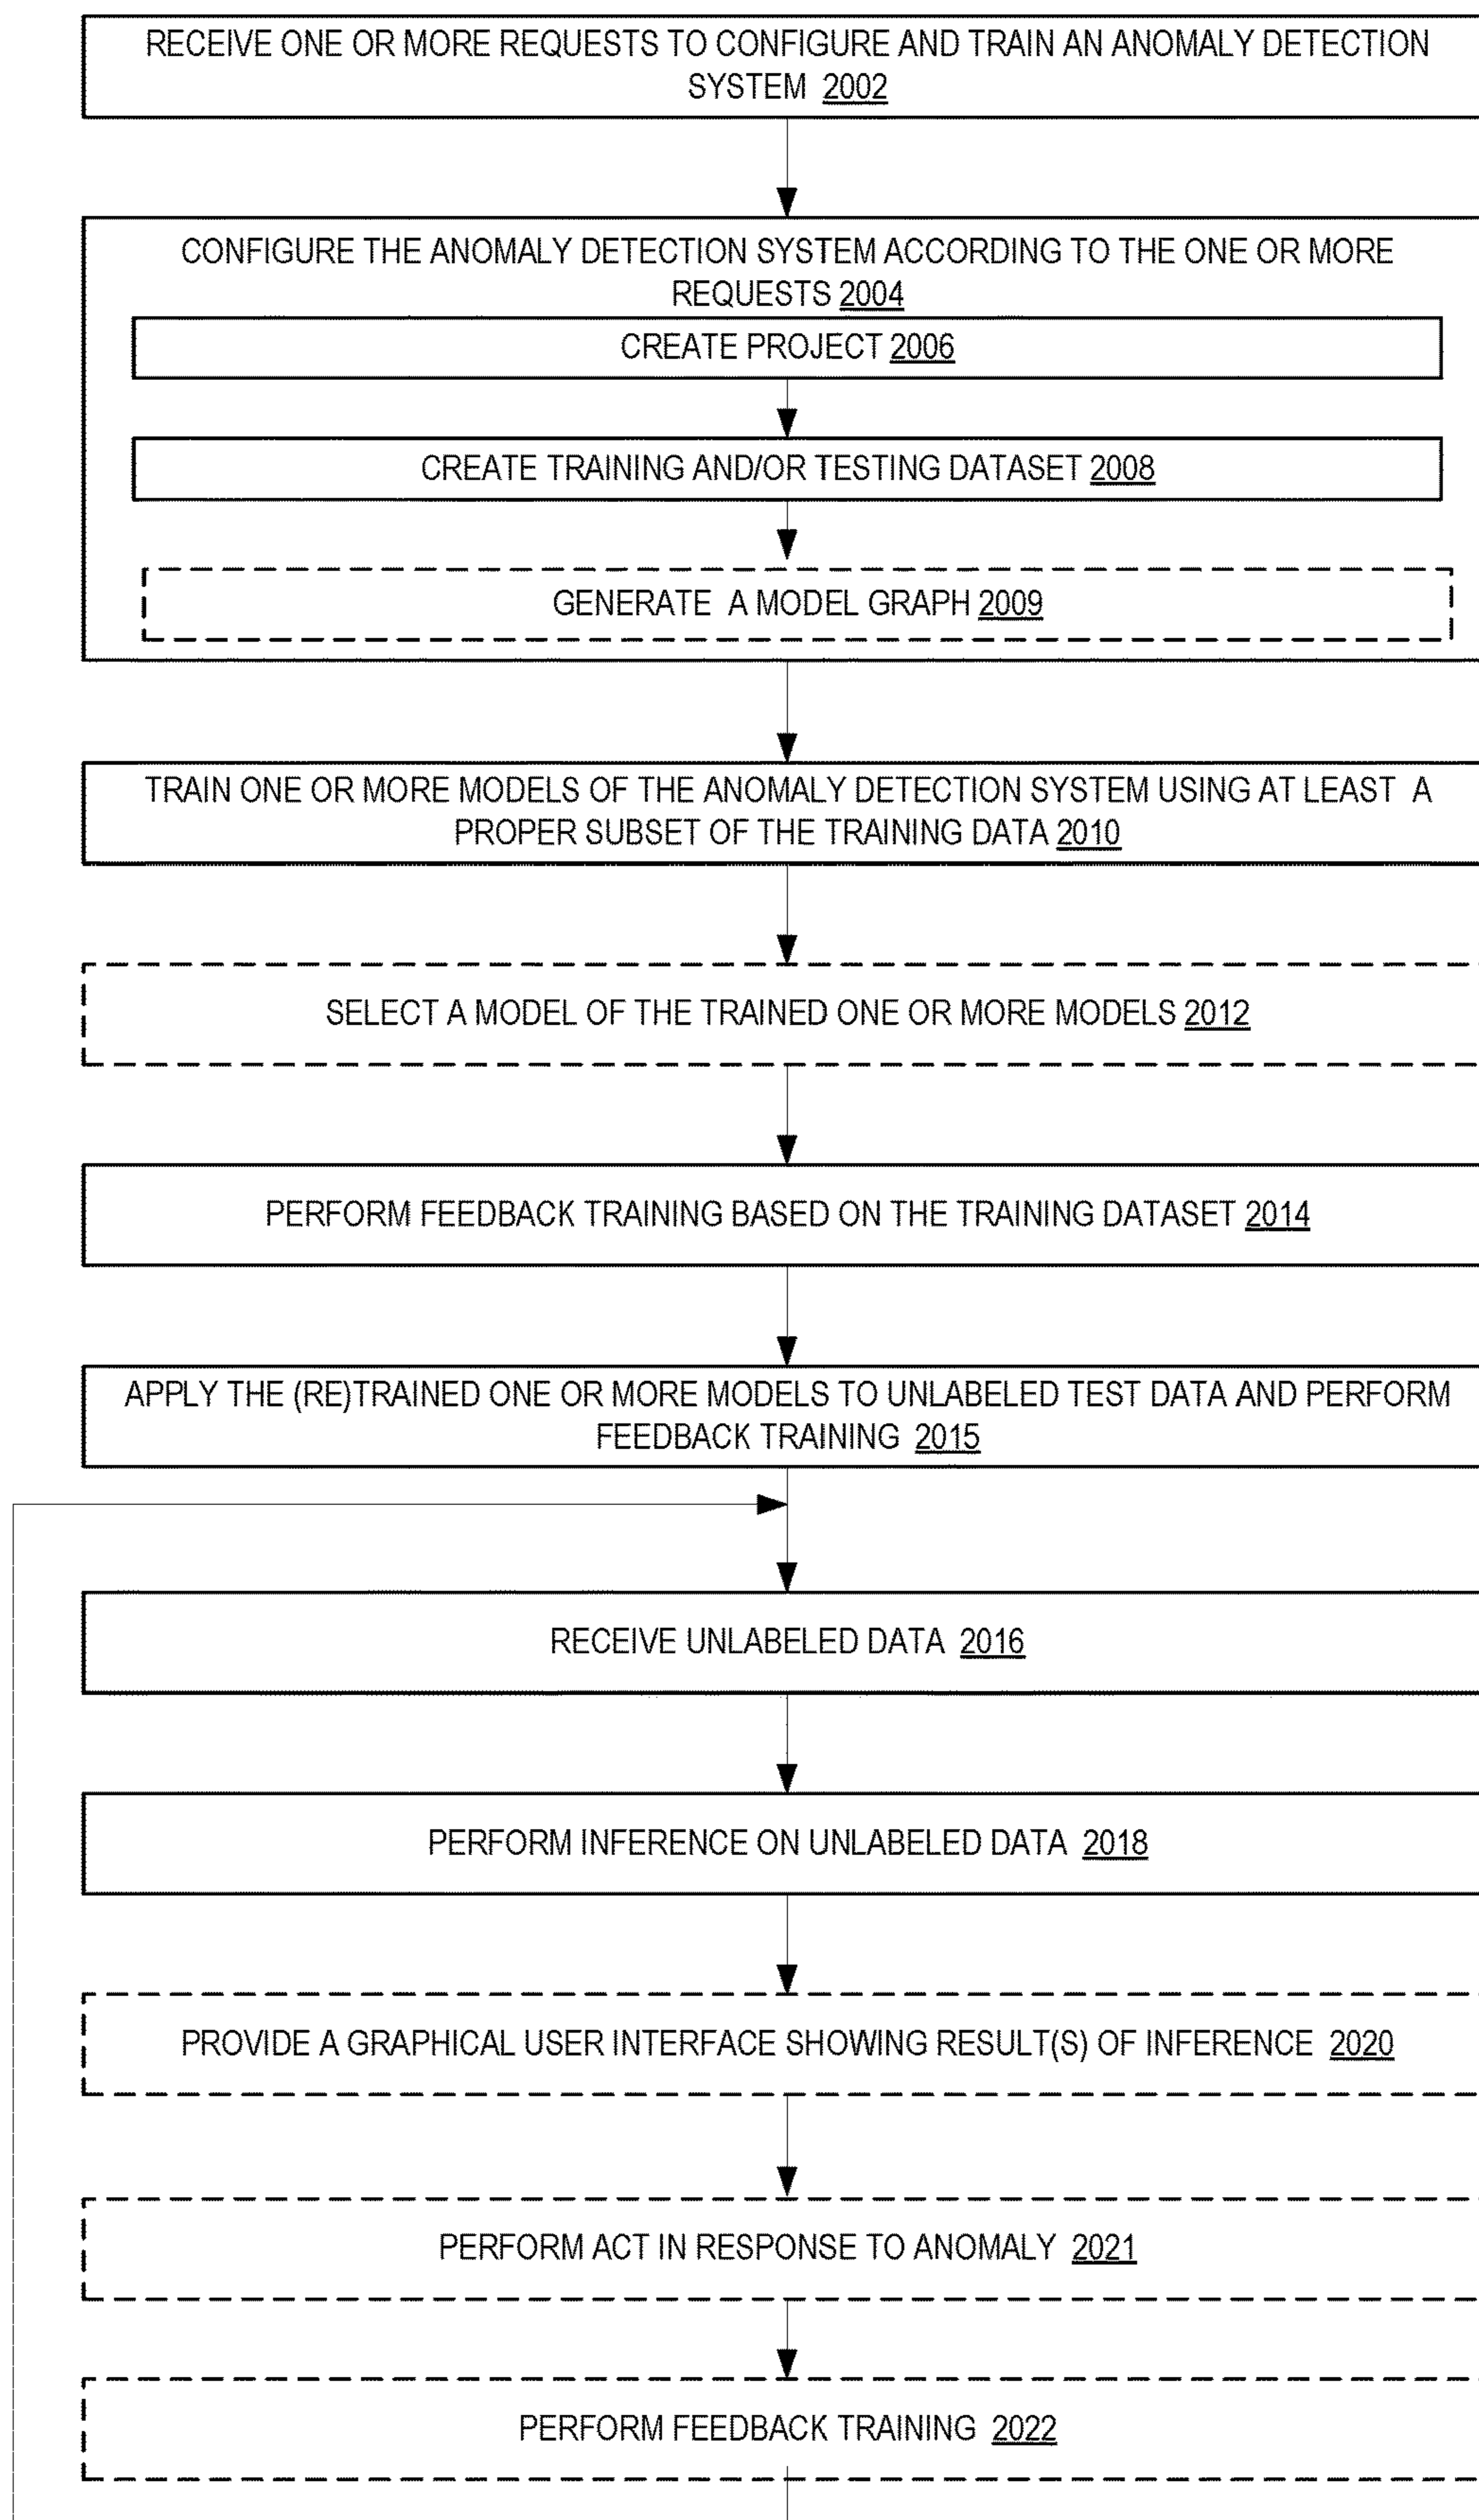 RECEIVE ONE OR MORE REQUESTS TO CONFIGURE AND TRAIN AN ANOMALY DETECTION
SYSTEM 2002
CONFIGURE THE ANOMALY DETECTION SYSTEM ACCORDING TO THE ONE OR MORE
REQUESTS 2004
CREATE PROJECT 2006
CREATE TRAINING AND/OR TESTING DATASET 2008
GENERATE A MODEL GRAPH 2009
TRAIN ONE OR MORE MODELS OF THE ANOMALY DETECTION SYSTEM USING AT LEAST A
PROPER SUBSET OF THE TRAINING DATA 2010
SELECT A MODEL OF THE TRAINED ONE OR MORE MODELS 2012
PERFORM FEEDBACK TRAINING BASED ON THE TRAINING DATASET 2014
APPLY THE (RE)TRAINED ONE OR MORE MODELS TO UNLABELED TEST DATA AND PERFORM
FEEDBACK TRAINING 2015
RECEIVE UNLABELED DATA 2016
PERFORM INFERENCE ON UNLABELED DATA 2018
PROVIDE A GRAPHICAL USER INTERFACE SHOWING RESULT(S) OF INFERENCE 2020
PERFORM ACT IN RESPONSE TO ANOMALY 2021
PERFORM FEEDBACK TRAINING 2022